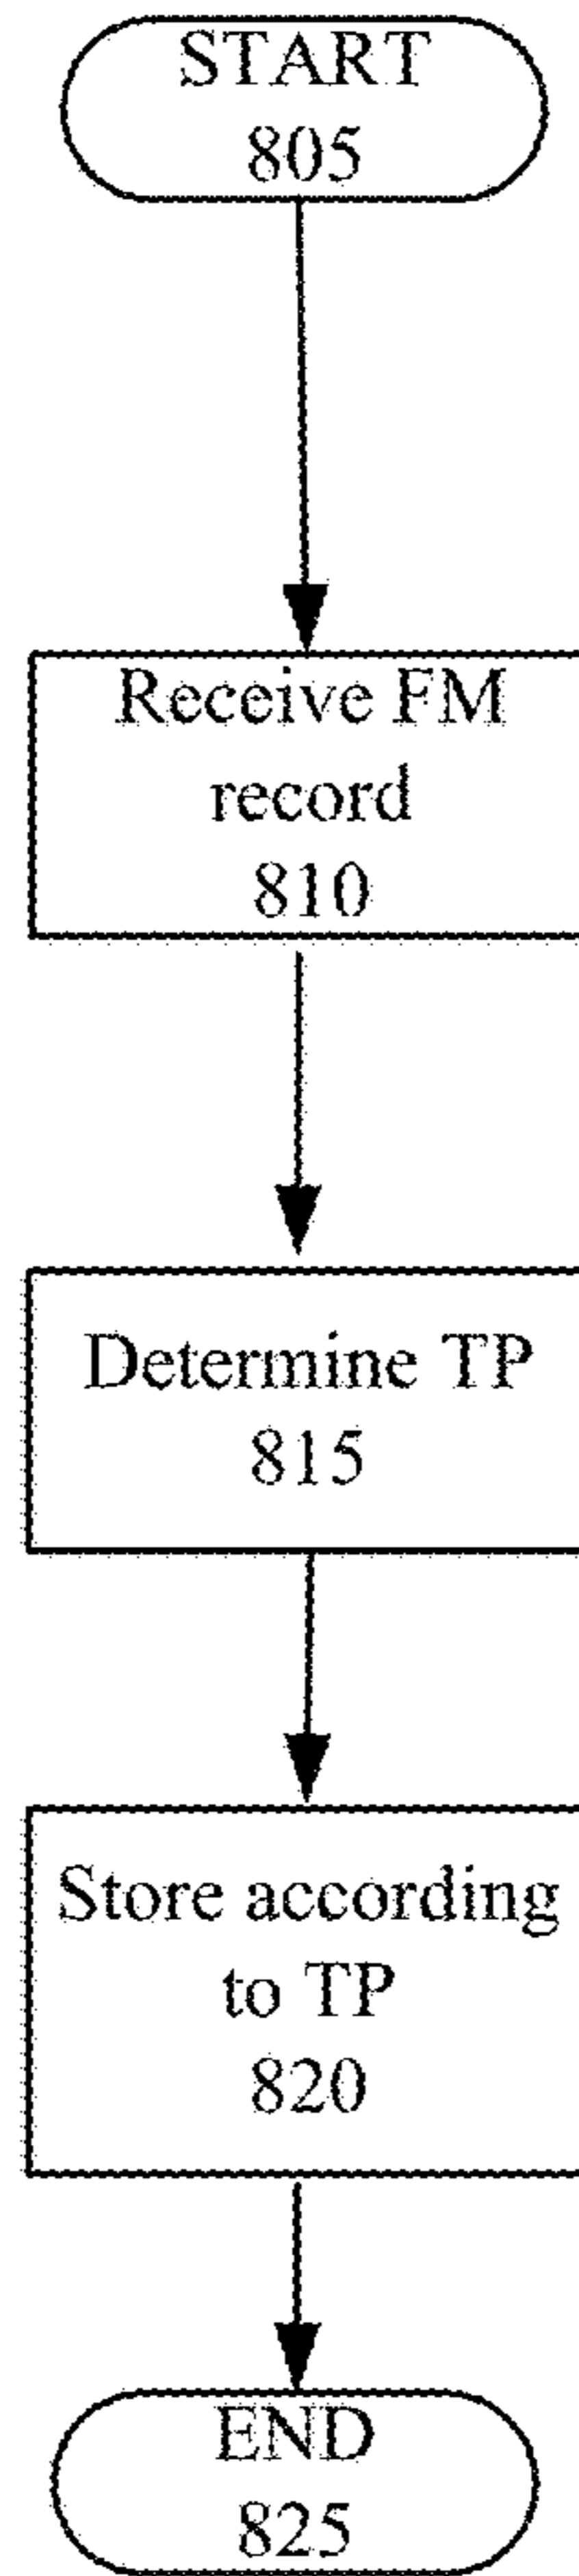 START
805
Receive FM
record
810
Determine TP
815
Store according
to TP
820
END
825